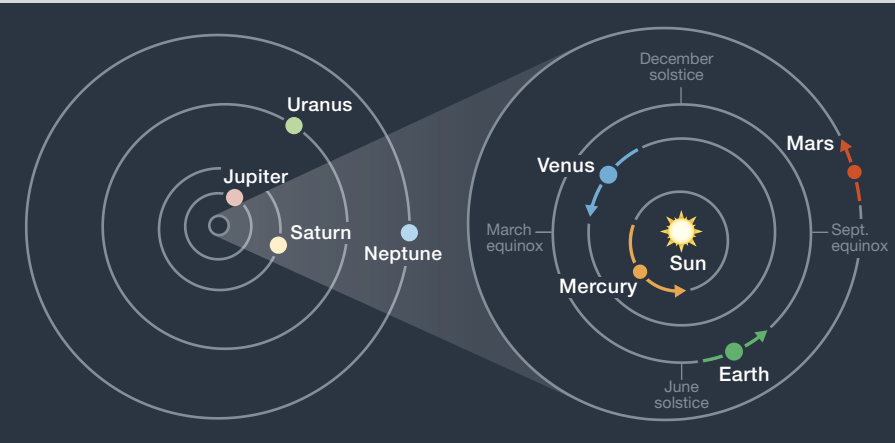 Uranus
Jupiter
Saturn
Neptune
December
solstice
Mars
Venus
March
equinox
Sept.
equinox
Sun
Mercury
Earth
June
solstice